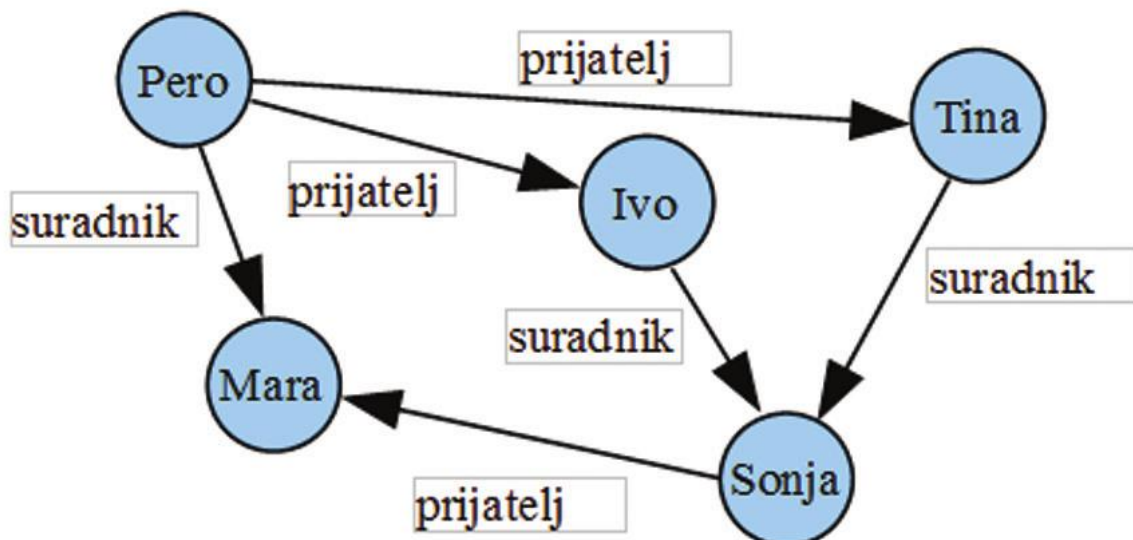 Pero
prijatelj
Tina
prijatelj
Ivo
suradnik
suradnik
suradnik
Mara
Sonja
prijatelj